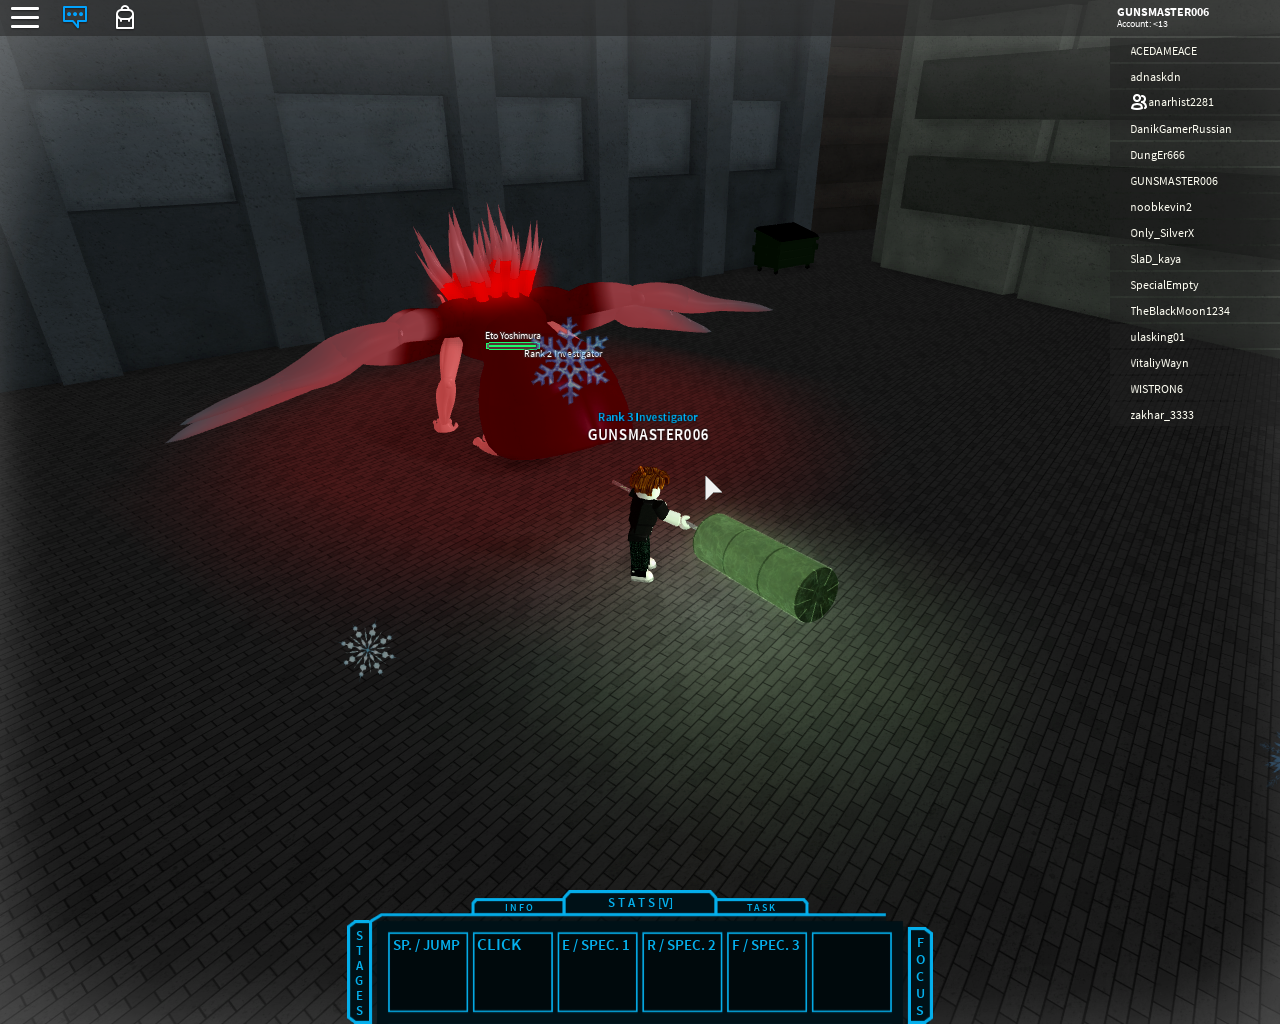 GUNSMASTER006
Account: <13
ACEDAMEACE
adnaskdn
anarhist2281
DanikGamerRussian
DungEr666
GUNSMASTER006
noobkevin2
Only_SilverX
SlaD_kaya
SpecialEmpty
TheBlackMoon1234
ulasking01
VitaliyWayn
WISTRON6
zakhar_3333
Eto Yoshimura
Rank 2 Investigator
Rank 3 Investigator
GUNSMASTER006
INFO
STATS[V]
TASK
STAGES
SP. / JUMP
CLICK
E / SPEC. 1
R / SPEC. 2
F / SPEC. 3
FOCUS